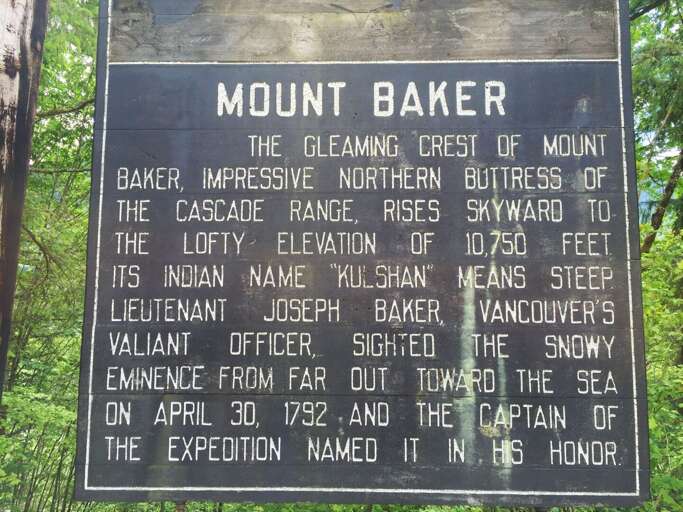 MOUNT BAKER
THE GLEAMING CREST OF MOUNT
BAKER, IMPRESSIVE NORTHERN BUTTRESS OF
THE CASCADE RANGE, RISES SKYWARD TO
THE LOFTY ELEVATION OF 10,750 FEET
ITS INDIAN NAME "KULSHAN" MEANS STEEP.
LIEUTENANT JOSEPH BAKER, VANCOUVER'S
VALIANT OFFICER, SIGHTED THE SNOWY
EMINENCE FROM FAR OUT TOWARD THE SEA
ON APRIL 30, 1792 AND THE CAPTAIN OF
THE EXPEDITION NAMED IT IN HIS HONOR.